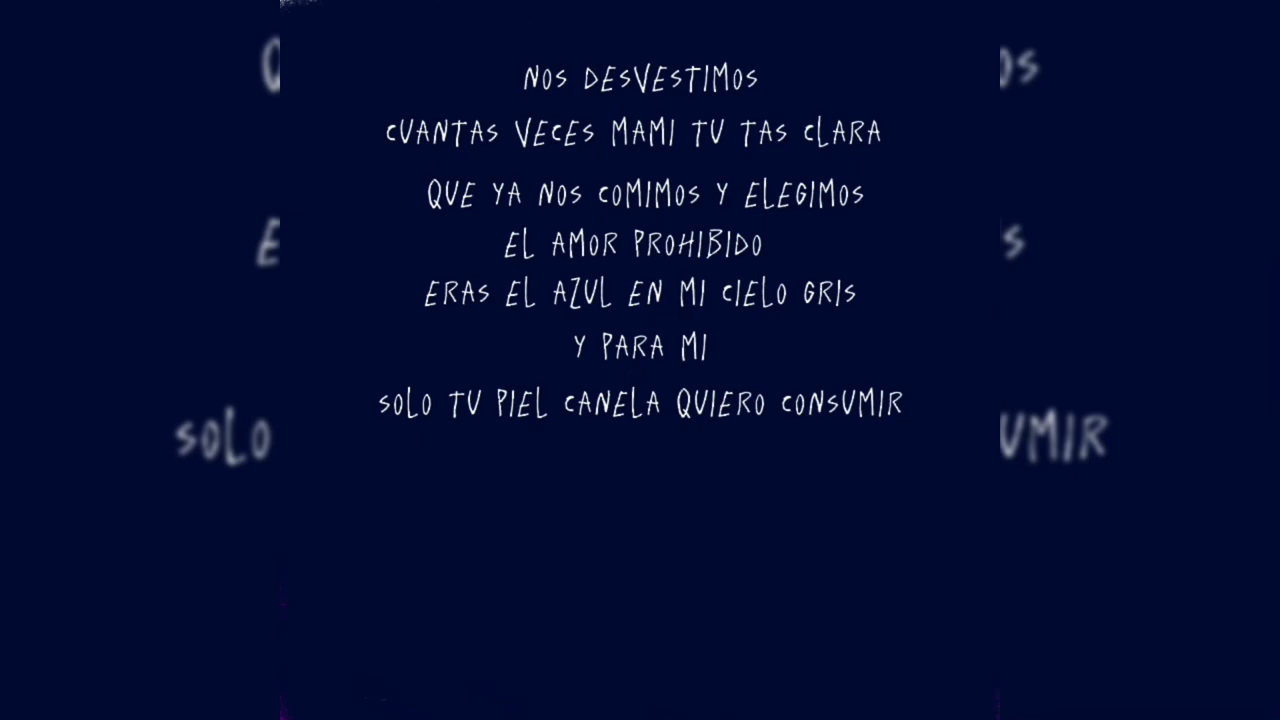 NOS DESVESTIMOS
CUANTAS VECES MAMI TU TAS CLARA
QUE YA NOS COMIMOS Y ELEGIMOS
EL AMOR PROHIBIDO
ERAS EL AZUL EN MI CIELO GRIS
Y PARA MI
SOLO TU PIEL CANELA QUIERO CONSUMIR